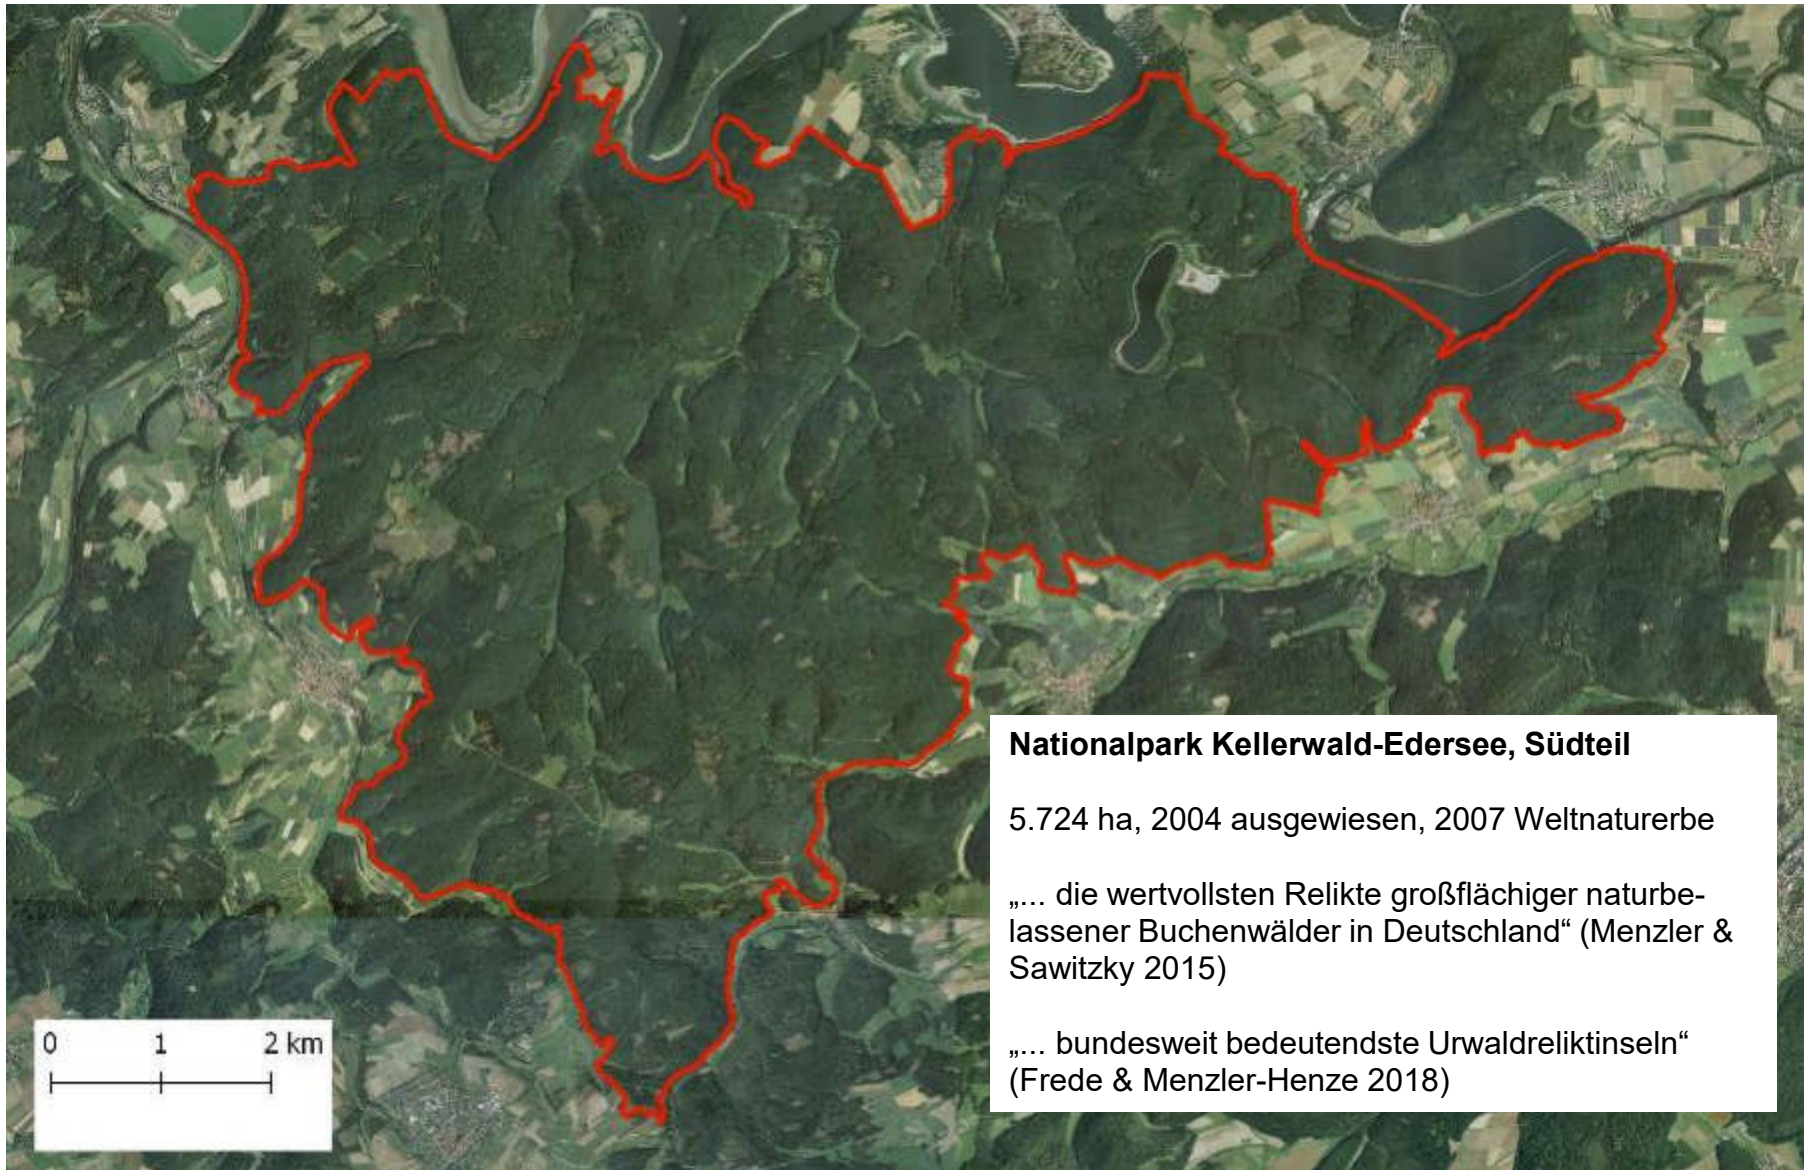 Nationalpark Kellerwald-Edersee, Südteil
5.724 ha, 2004 ausgewiesen, 2007 Weltnaturerbe
„... die wertvollsten Relikte großflächiger naturbe-
lassener Buchenwälder in Deutschland“ (Menzler &
Sawitzky 2015)
„... bundesweit bedeutendste Urwaldreliktinseln“
(Frede & Menzler-Henze 2018)
0 1 2 km